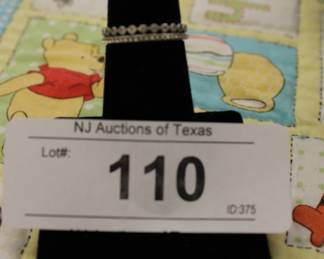 NJ Auctions of Texas
Lot#:
110
ID:375